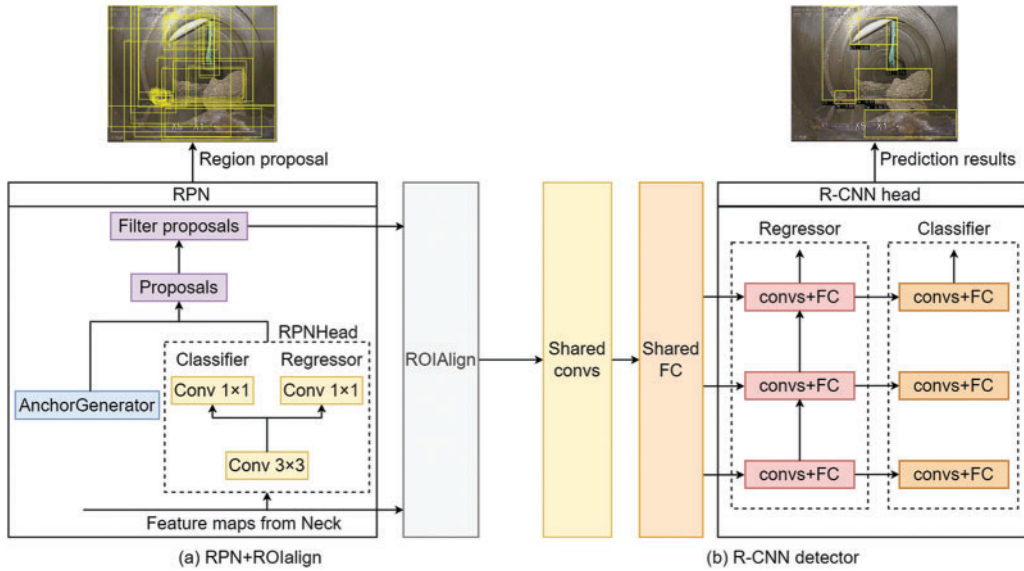 Region proposal
RPN
Filter proposals
Proposals
RPNHead
Classifier
Regressor
Conv 1×1
Conv 1×1
AnchorGenerator
Conv 3×3
Feature maps from Neck
(a) RPN+ROIalign
ROIAlign
Shared
convs
Shared
FC
Prediction results
R-CNN head
Regressor
Classifier
convs+FC
convs+FC
convs+FC
convs+FC
convs+FC
convs+FC
(b) R-CNN detector